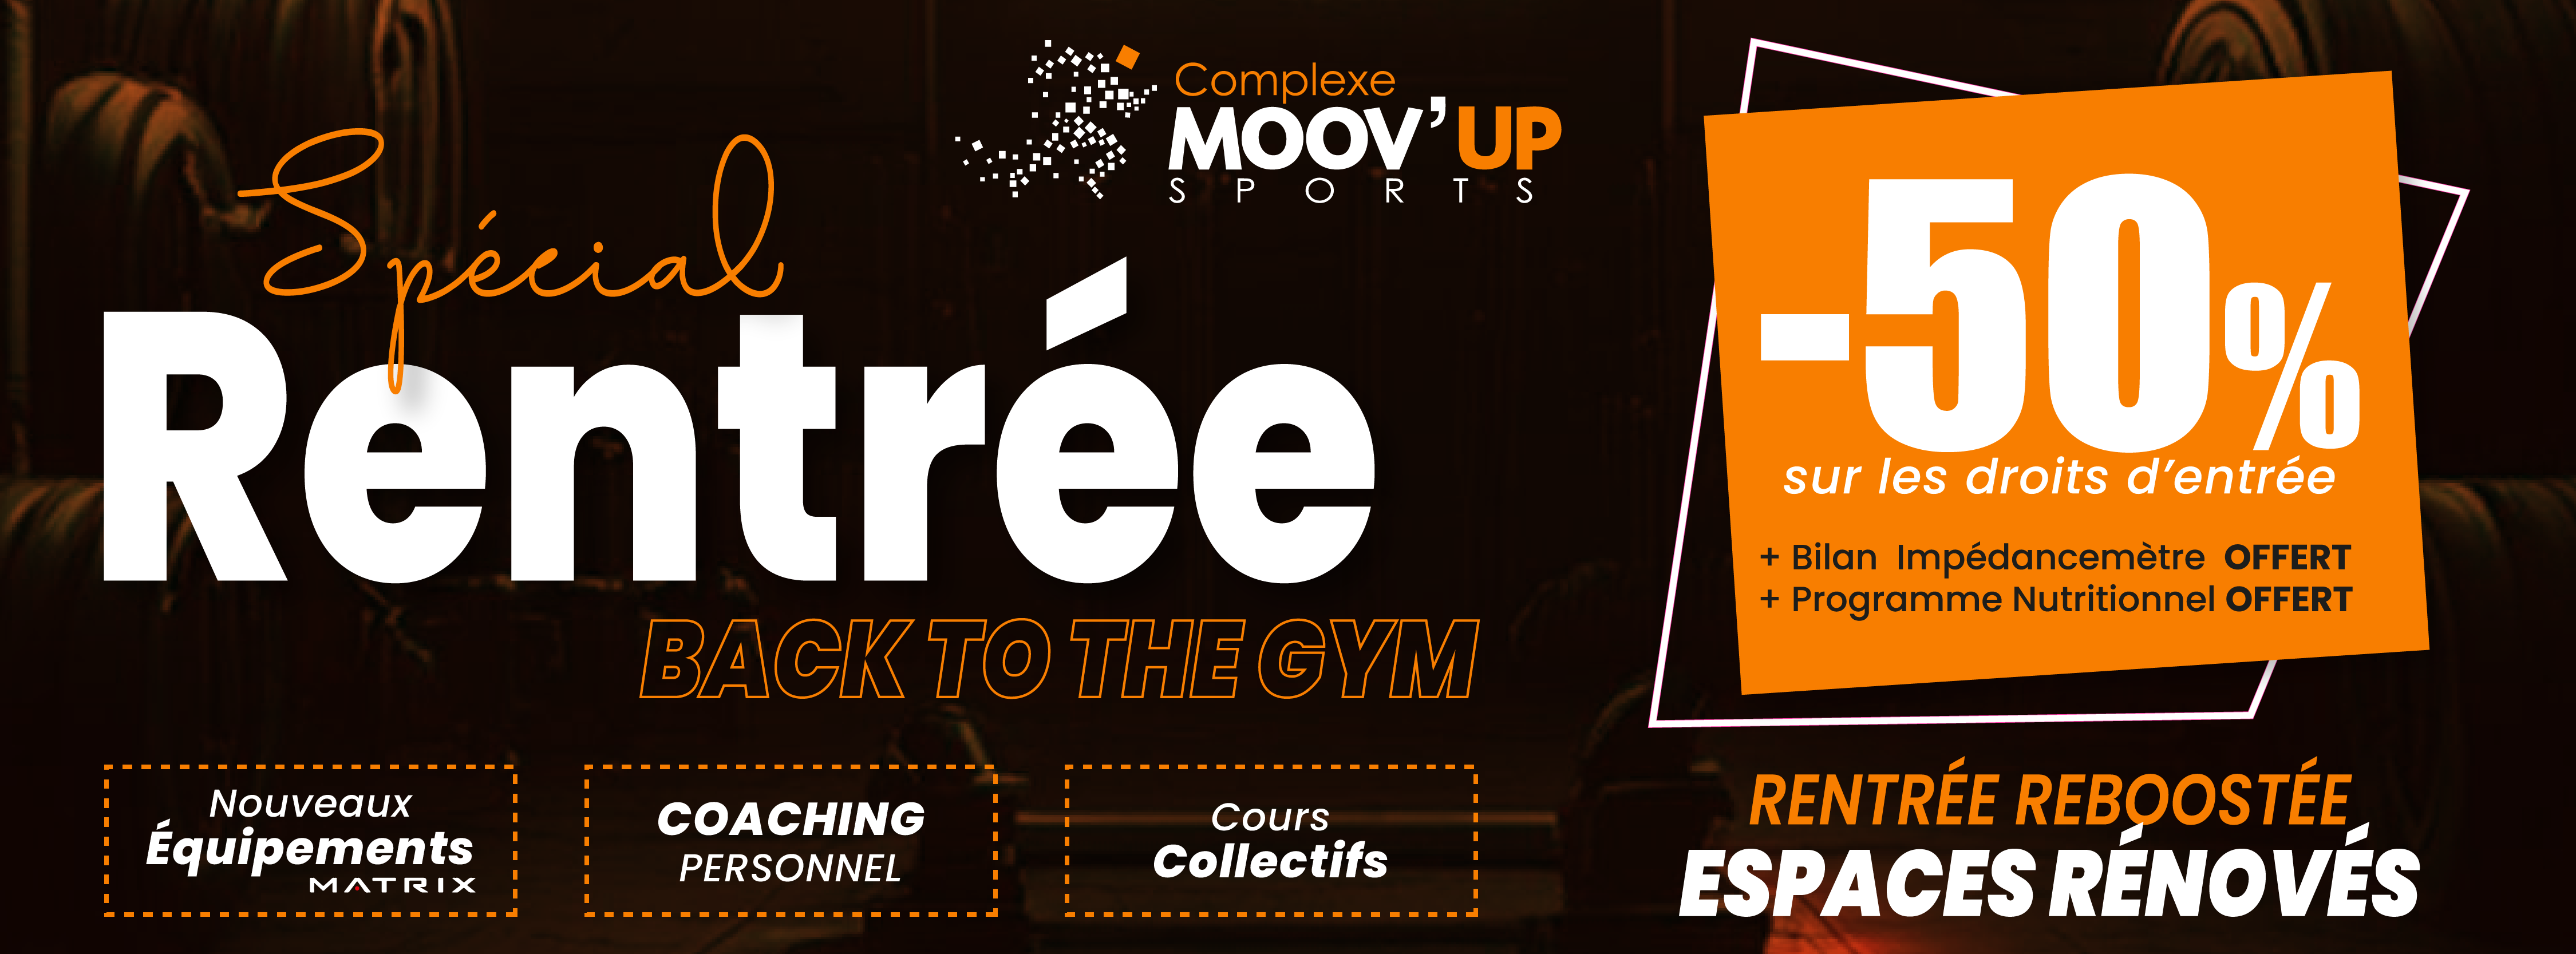 Complexe
MOOV'UP
SPORTS
Spécial
Rentrée
BACK TO THE GYM
Nouveaux
Équipements
MATRIX
COACHING
PERSONNEL
Cours
Collectifs
-50%
sur les droits d'entrée
+ Bilan Impédancemètre OFFERT
+ Programme Nutritionnel OFFERT
RENTRÉE REBOOSTÉE
ESPACES RÉNOVÉS